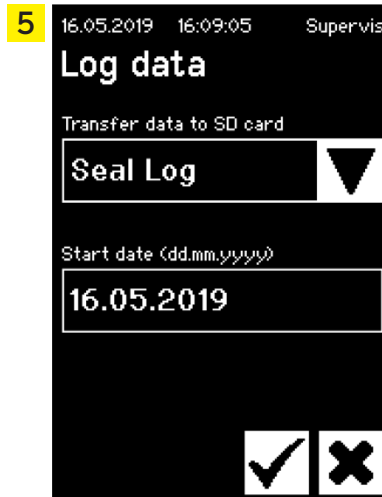 5
16.05.2019 16:09:05 Supervis
Log data
Transfer data to SD card
Seal Log
Start date (dd.mm.yyyy)
16.05.2019